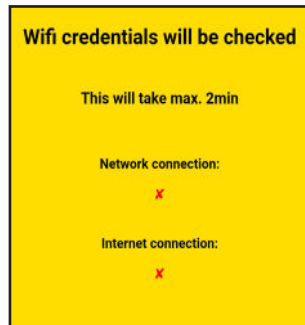 Wifi credentials will be checked
This will take max. 2min
Network connection:
✘
Internet connection:
✘